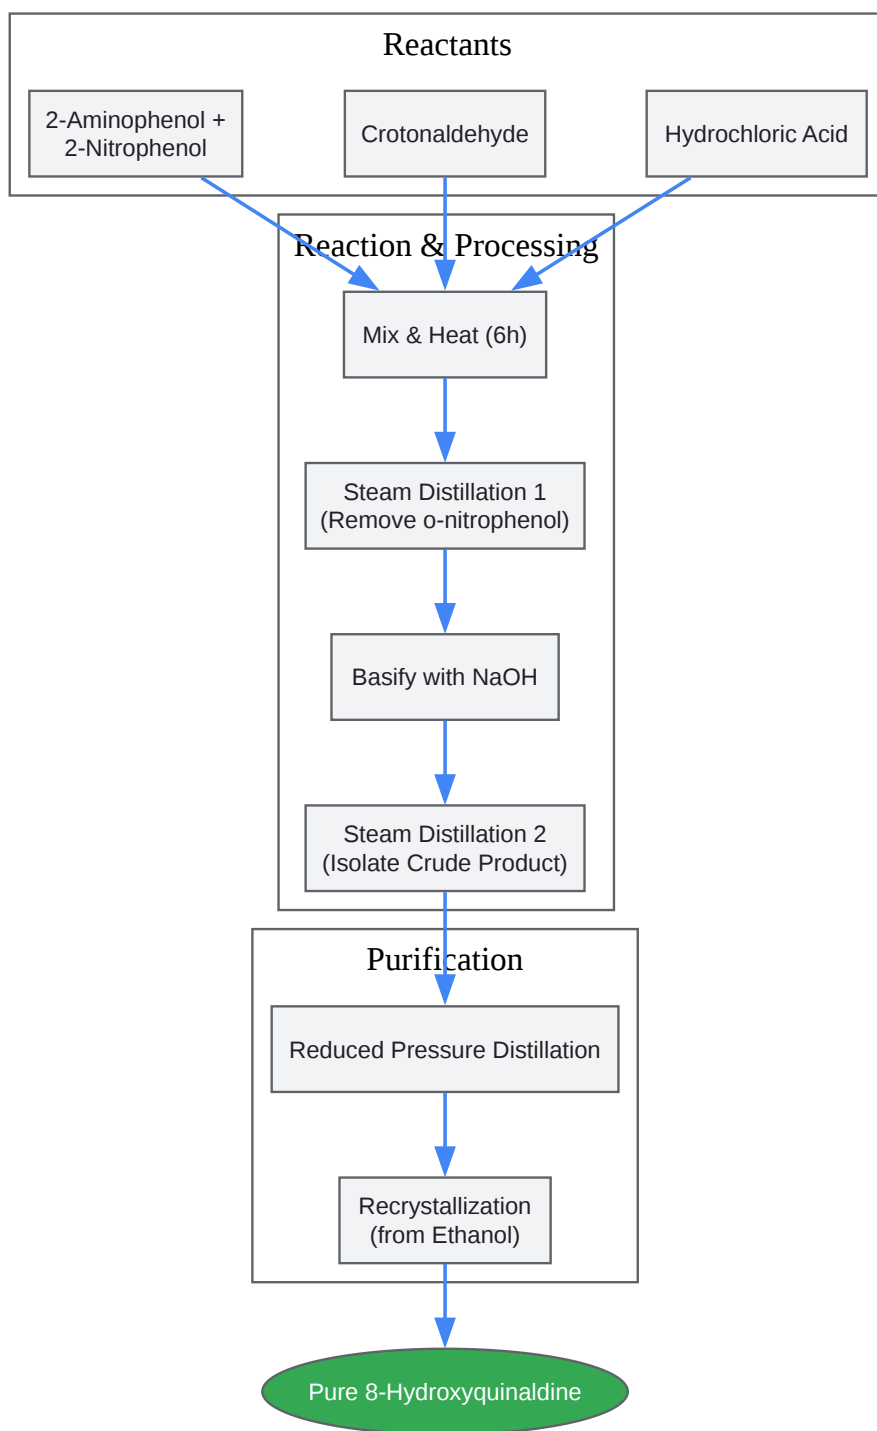 Reactants
2-Aminophenol +
2-Nitrophenol
Crotonaldehyde
Hydrochloric Acid
Reaction & Processing
Mix & Heat (6h)
Steam Distillation 1
(Remove o-nitrophenol)
Basify with NaOH
Steam Distillation 2
(Isolate Crude Product)
Purification
Reduced Pressure Distillation
Recrystallization
(from Ethanol)
Pure 8-Hydroxyquinaldine